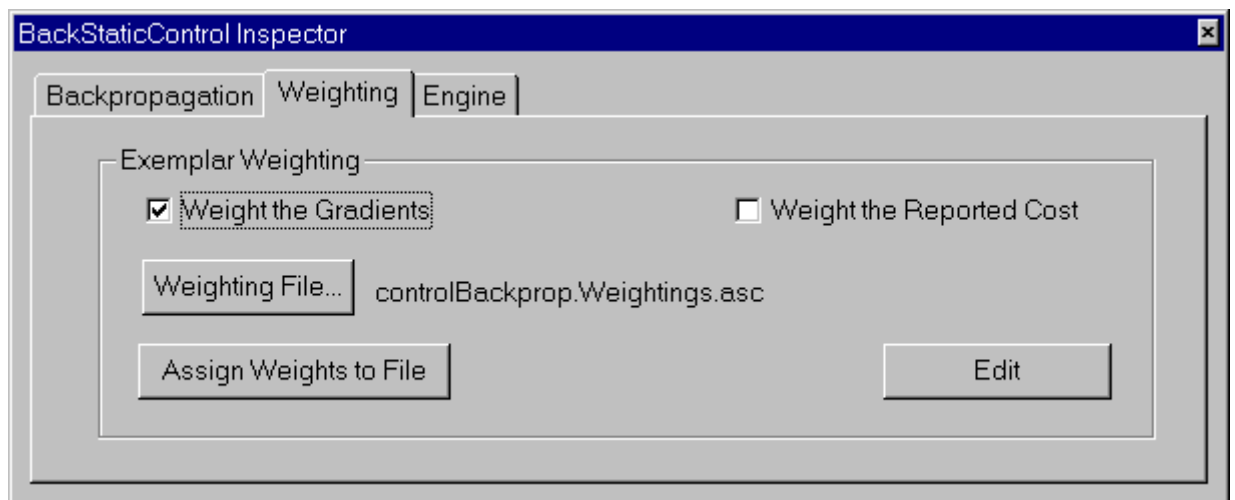 BackStaticControl Inspector
Backpropagation Weighting Engine
Exemplar Weighting
Weight the Gradients Weight the Reported Cost
Weighting File... controlBackprop.Weightings.asc
Assign Weights to File Edit